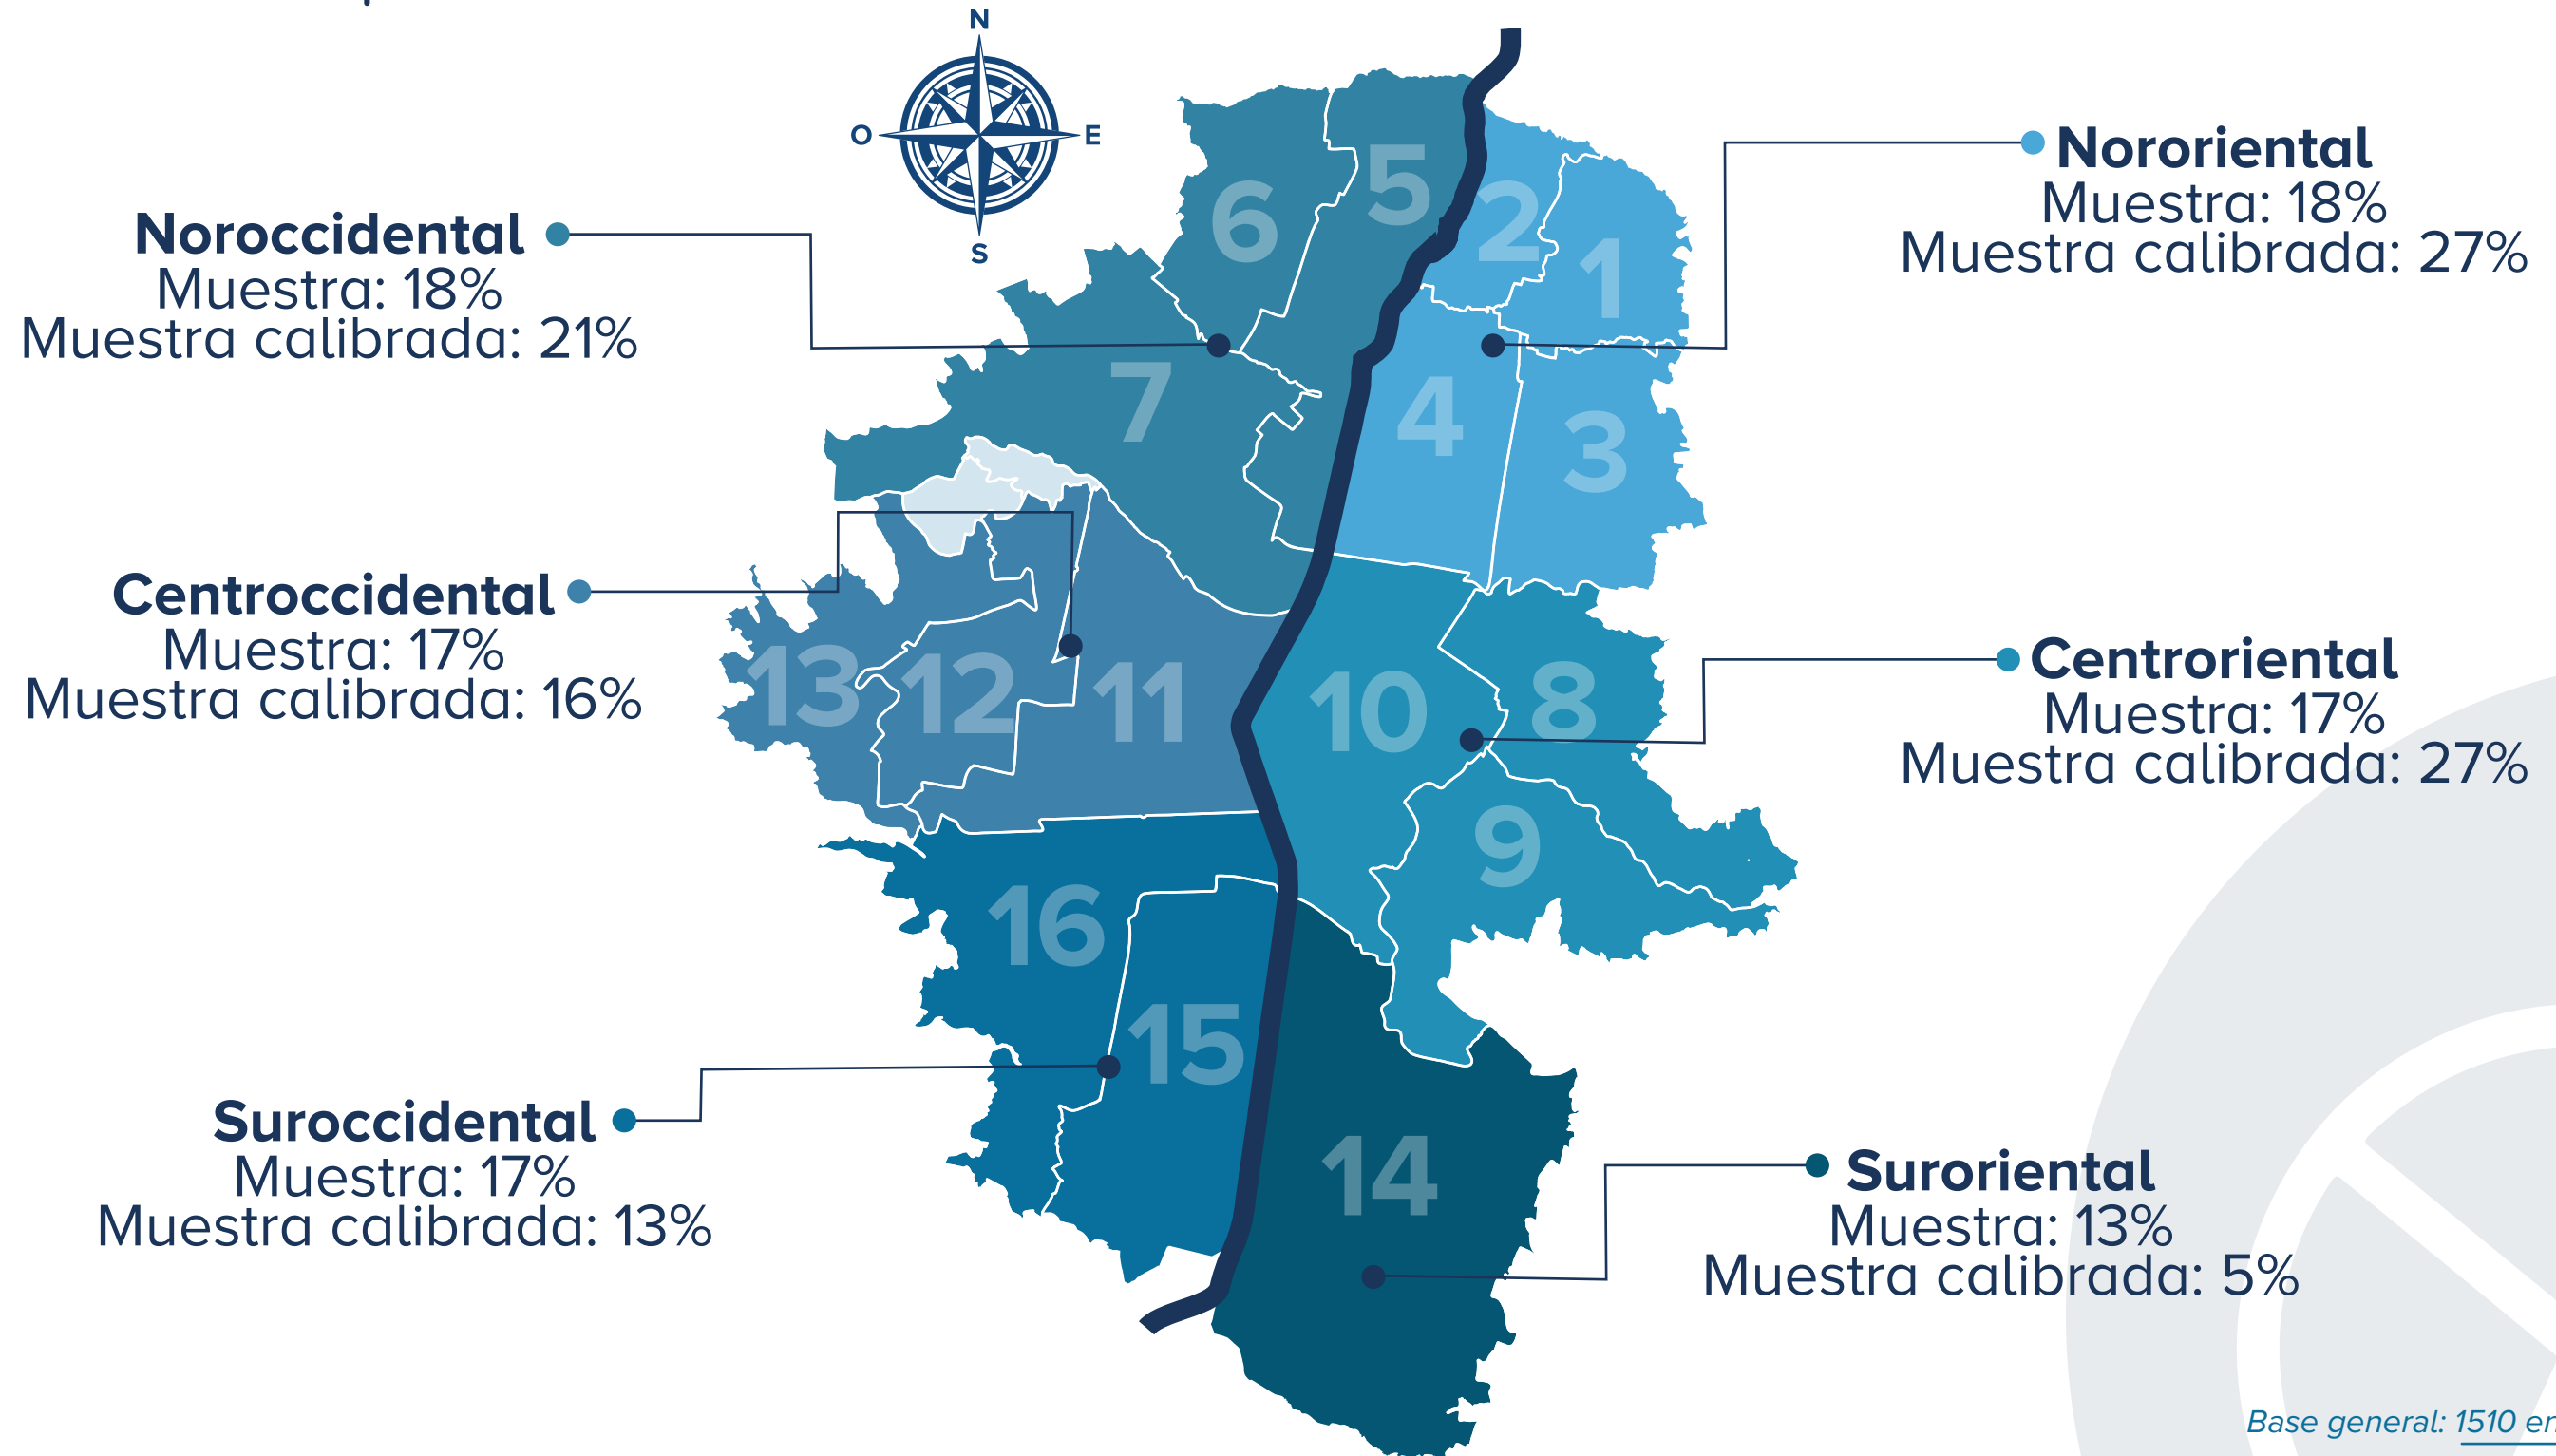 N
O
E
S
Noroccidental
Muestra: 18%
Muestra calibrada: 21%
Nororiental
Muestra: 18%
Muestra calibrada: 27%
6
5
2
1
7
4
3
Centroccidental
Muestra: 17%
Muestra calibrada: 16%
Centroriental
Muestra: 17%
Muestra calibrada: 27%
13
12
11
10
8
9
16
15
14
Suroccidental
Muestra: 17%
Muestra calibrada: 13%
Suroriental
Muestra: 13%
Muestra calibrada: 5%
Base general: 1510